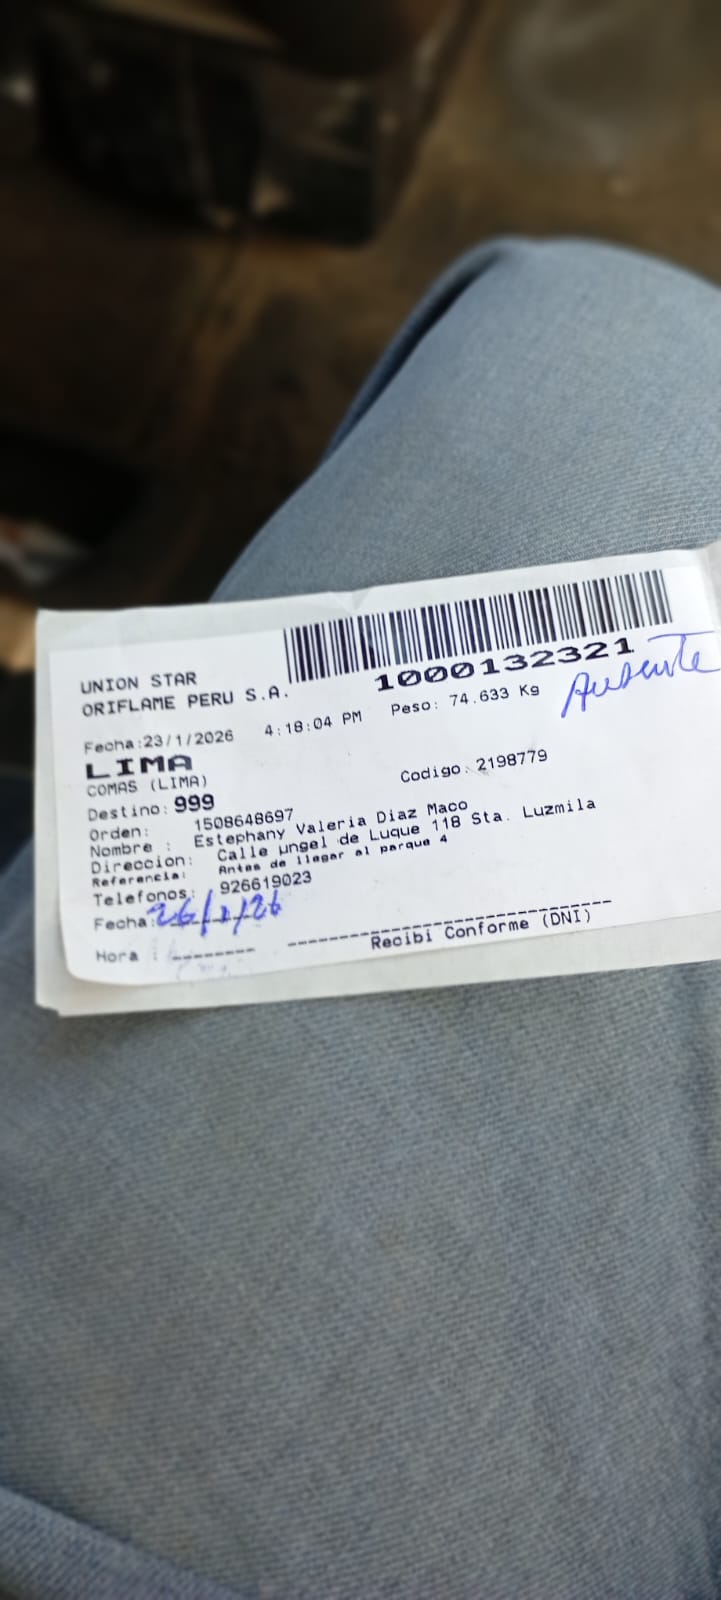 UNION STAR
ORIFLAME PERU S.A.
1000132321
Ausente
Fecha:23/1/2026 4:18:04 PM Peso: 74.633 Kg
LIMA
COMAS (LIMA)
Codigo: 2198779
Destino: 999
Orden: 1508648697
Nombre : Estephany Valeria Diaz Maco
Direccion: Calle µngel de Luque 118 Sta. Luzmila
Referencia: Antes de llegar al parque 4
Telefonos: 926619023
Fecha: 26/1/26
Hora :
Recibi Conforme (DNI)